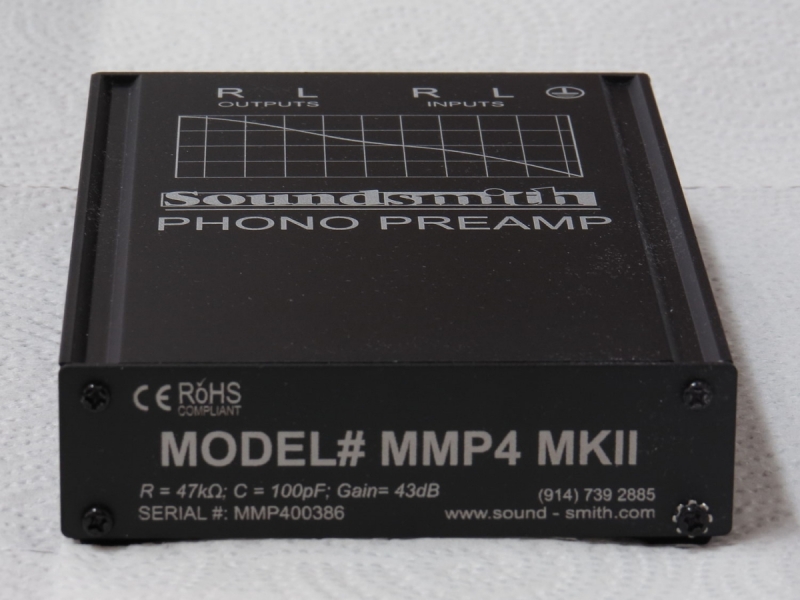 R L R L
OUTPUTS INPUTS
Soundsmith
PHONO PREAMP
CE RoHS
COMPLIANT
MODEL# MMP4 MKII
R = 47kΩ; C = 100pF; Gain= 43dB
(914) 739 2885
SERIAL #: MMP400386
www.sound - smith.com